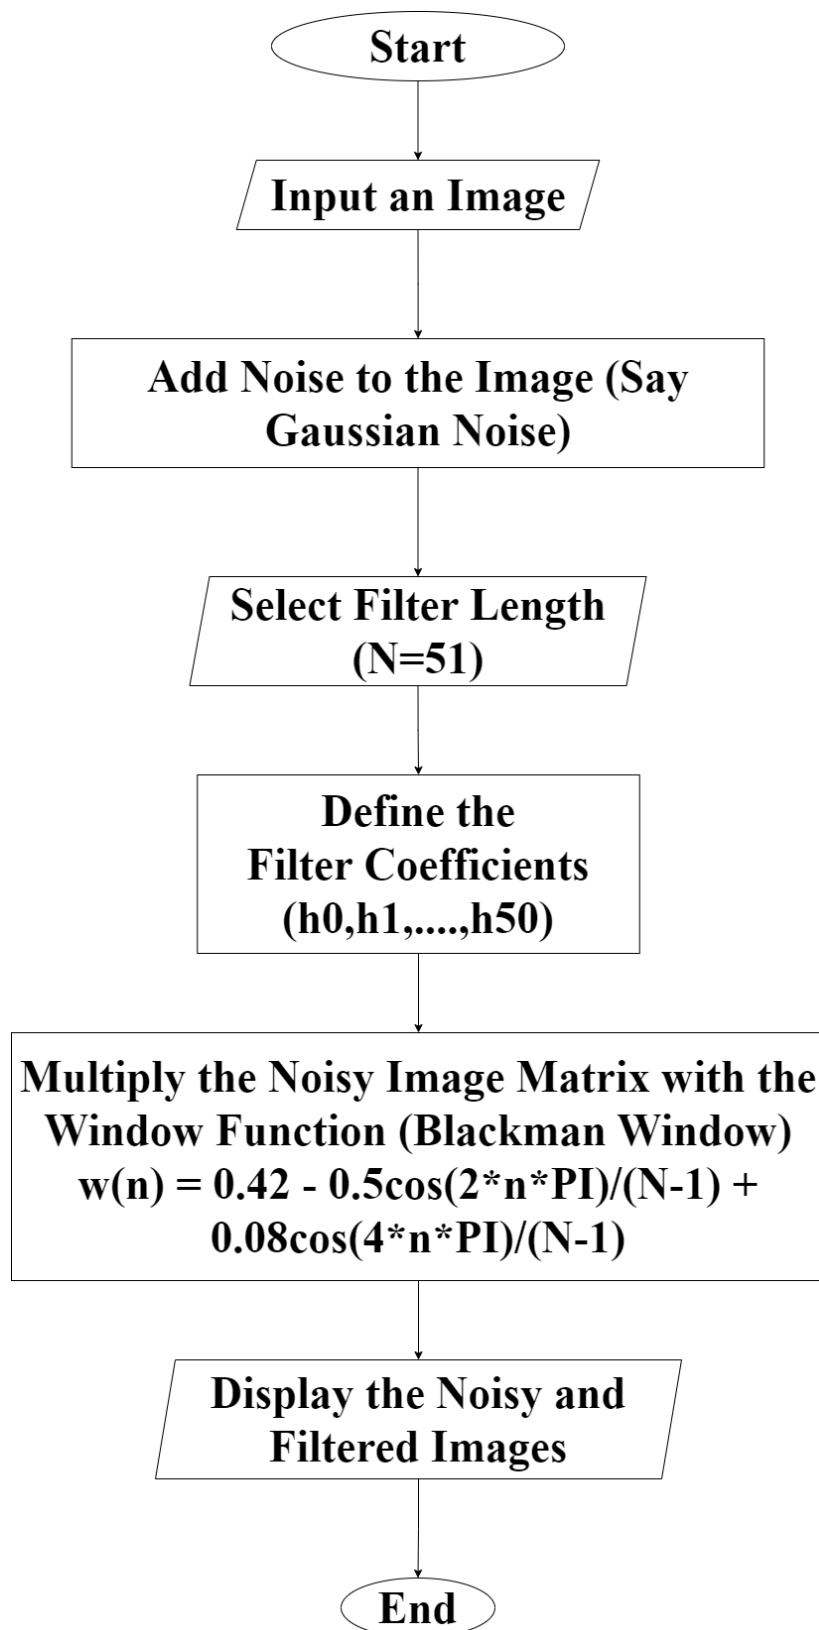 Start
Input an Image
Add Noise to the Image (Say
Gaussian Noise)
Select Filter Length
(N=51)
Define the
Filter Coefficients
(h0,h1,....,h50)
Multiply the Noisy Image Matrix with the
Window Function (Blackman Window)
w(n) = 0.42 - 0.5cos(2*n*PI)/(N-1) +
0.08cos(4*n*PI)/(N-1)
Display the Noisy and
Filtered Images
End